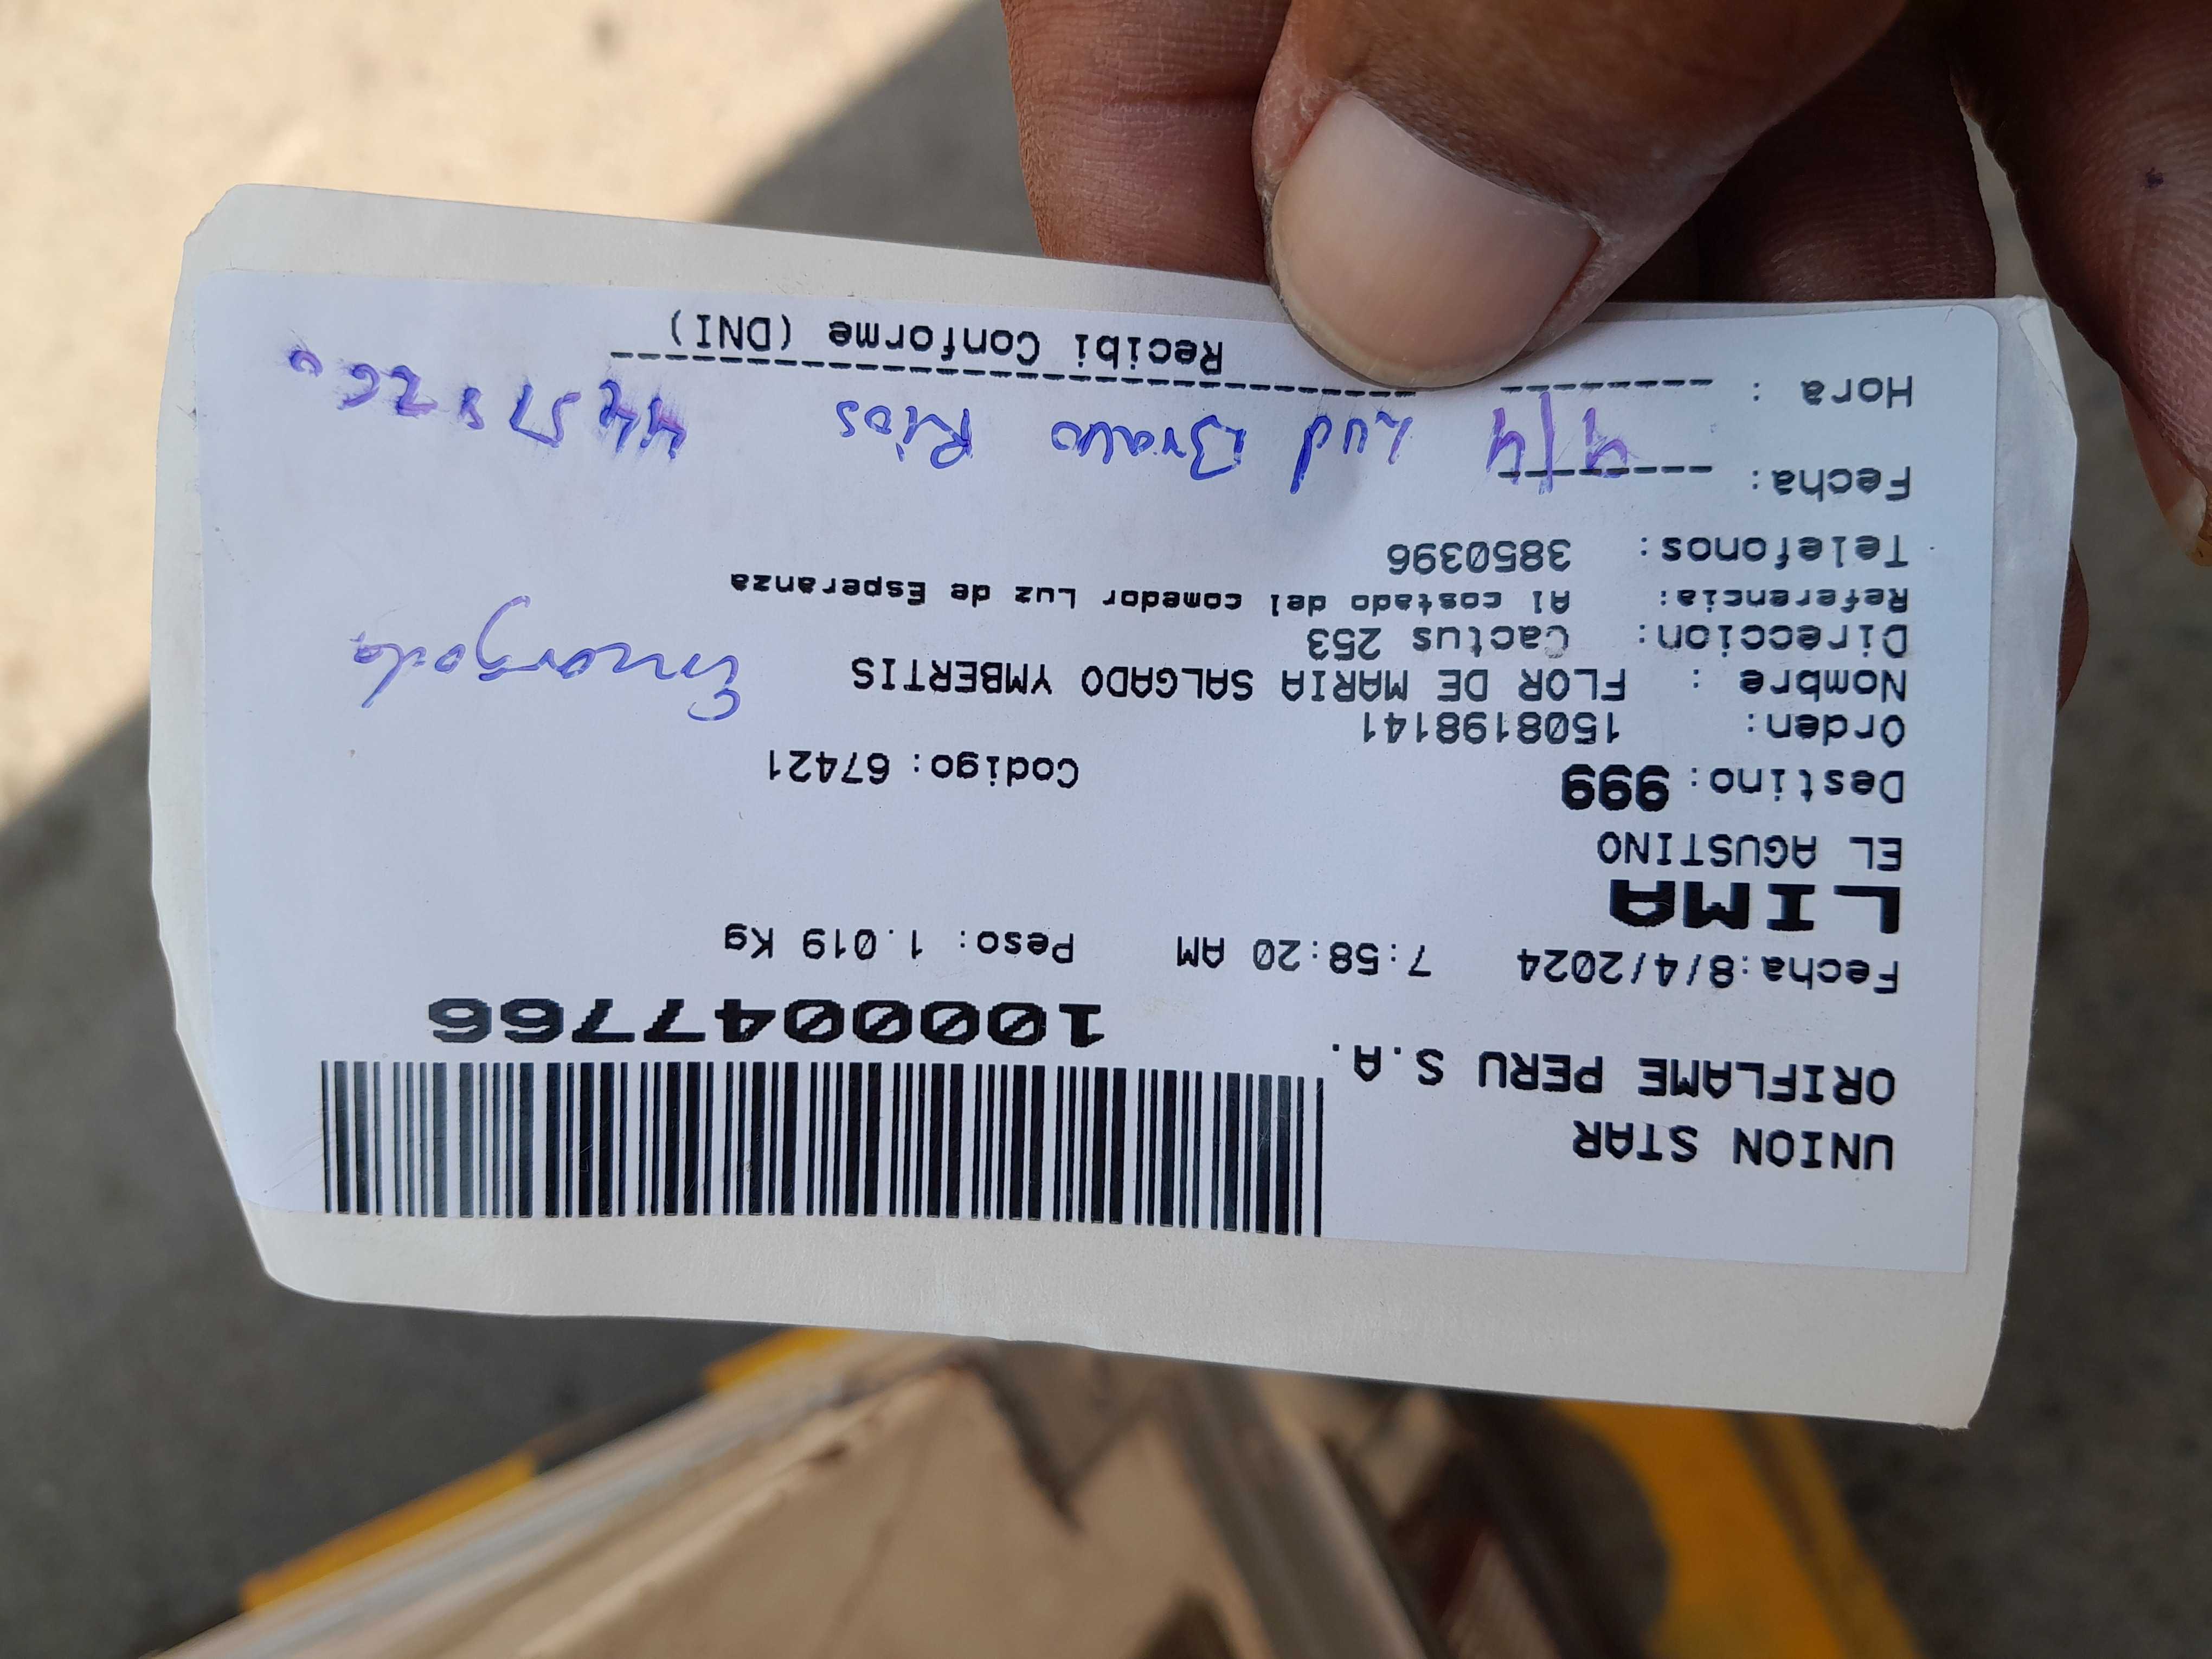 UNION STAR
ORIFLAME PERU S.A.
1000047766
Fecha:8/4/2024 7:58:20 AM Peso: 1.019 Kg
LIMA
EL AGUSTINO
Destino: 999 Codigo: 67421
Orden: 1508198141
Nombre : FLOR DE MARIA SALGADO YMBERTIS
Direccion: Cactus 253
Encargada
Referencia: Al costado del comedor Luz de Esperanza
Telefonos: 3850396
Fecha: 9/4 Bravo Rios
Hora :
Recibi Conforme (DNI)